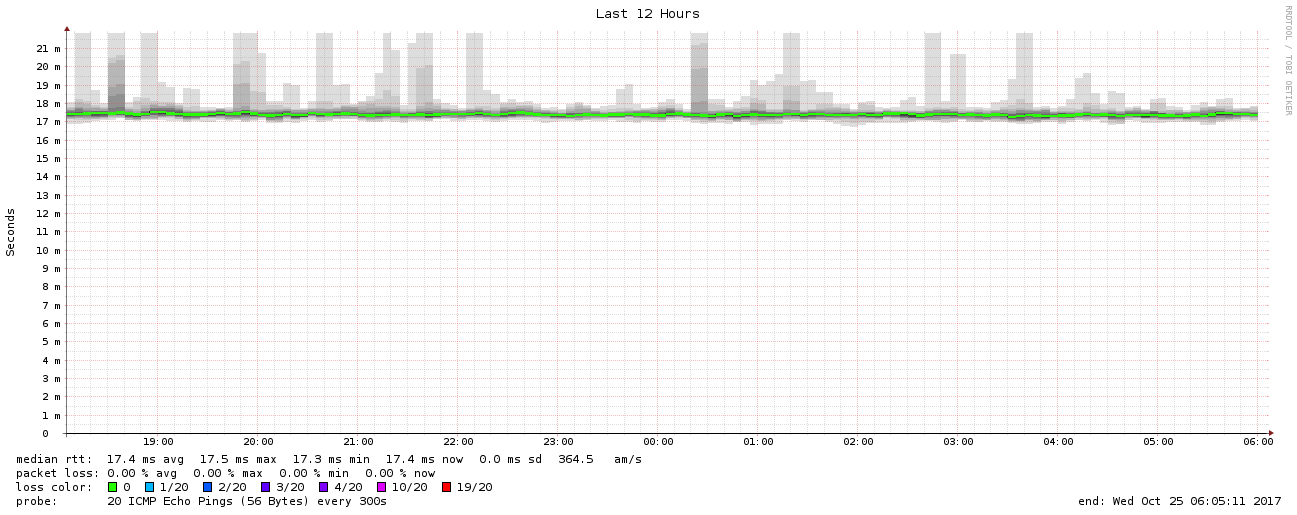 Last 12 Hours
RRDTOOL / TOBI OETIKER
Seconds
21 m
20 m
19 m
18 m
17 m
16 m
15 m
14 m
13 m
12 m
11 m
10 m
9 m
8 m
7 m
6 m
5 m
4 m
3 m
2 m
1 m
0
19:00 20:00 21:00 22:00 23:00 00:00 01:00 02:00 03:00 04:00 05:00 06:00
median rtt: 17.4 ms avg 17.5 ms max 17.3 ms min 17.4 ms now 0.0 ms sd 364.5 am/s
packet loss: 0.00 % avg 0.00 % max 0.00 % min 0.00 % now
loss color: 0 1/20 2/20 3/20 4/20 10/20 19/20
probe: 20 ICMP Echo Pings (56 Bytes) every 300s end: Wed Oct 25 06:05:11 2017